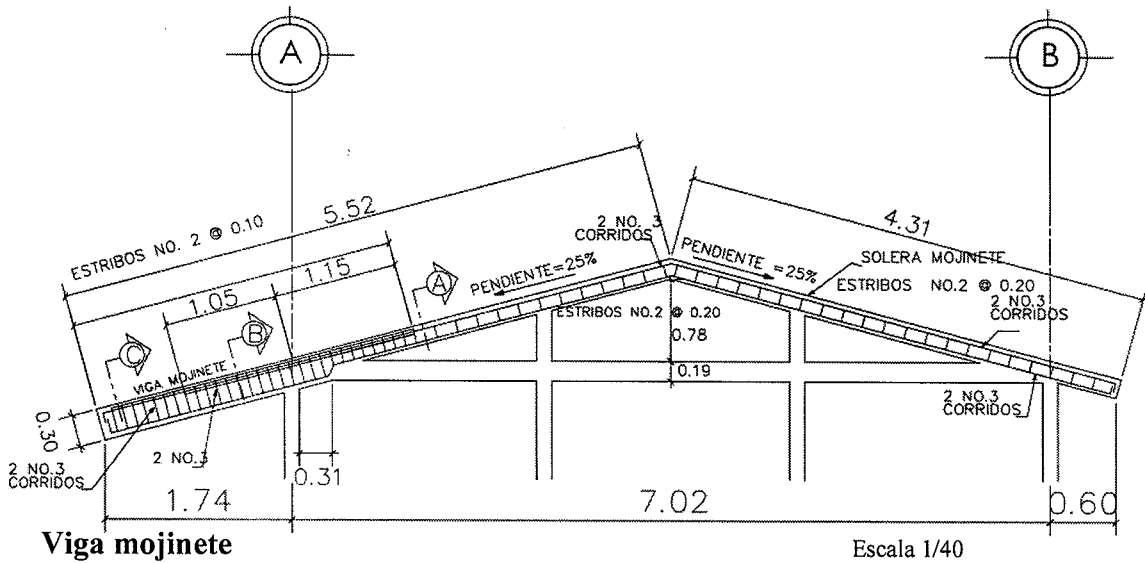 A
B
5.52
ESTRIBOS NO. 2 @ 0.10
1.15
1.05
A
B
C
PENDIENTE=25%
2 NO. 3
CORRIDOS
PENDIENTE =25%
4.31
SOLERA MOJINETE
ESTRIBOS NO.2 @ 0.20
2 NO.3
CORRIDOS
ESTRIBOS NO.2 @ 0.20
0.78
0.19
VIGA MOJINETE
0.30
2 NO.3
CORRIDOS
2 NO.3
0.31
2 NO.3
CORRIDOS
1.74
7.02
0.60
Viga mojinete
Escala 1/40